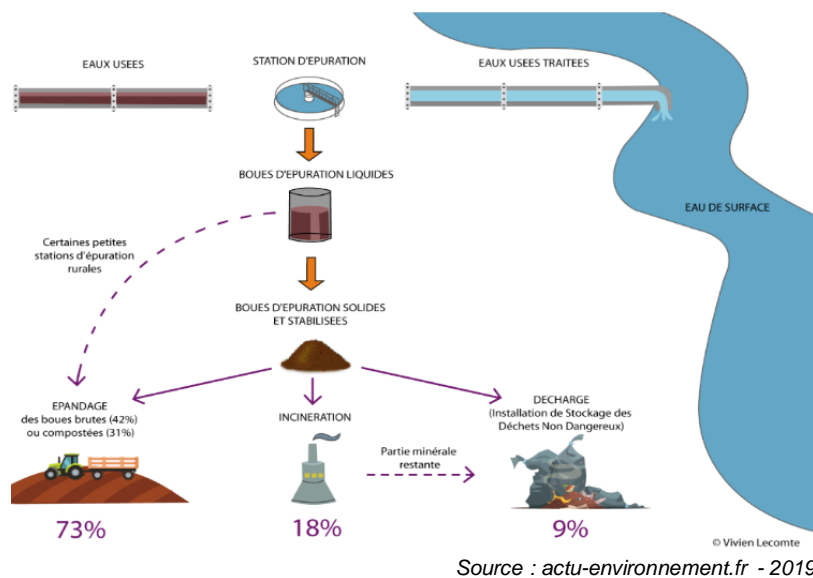 EAUX USEES
STATION D'EPURATION
EAUX USEES TRAITEES
BOUES D'EPURATION LIQUIDES
EAU DE SURFACE
Certaines petites
stations d'épuration
rurales
BOUES D'EPURATION SOLIDES
ET STABILISEES
EPANDAGE
des boues brutes (42%)
ou compostées (31%)
INCINERATION
DECHARGE
(Installation de Stockage des
Déchets Non Dangereux)
Partie minérale
restante
73%
18%
9%
© Vivien Lecomte
Source : actu-environnement.fr - 2019